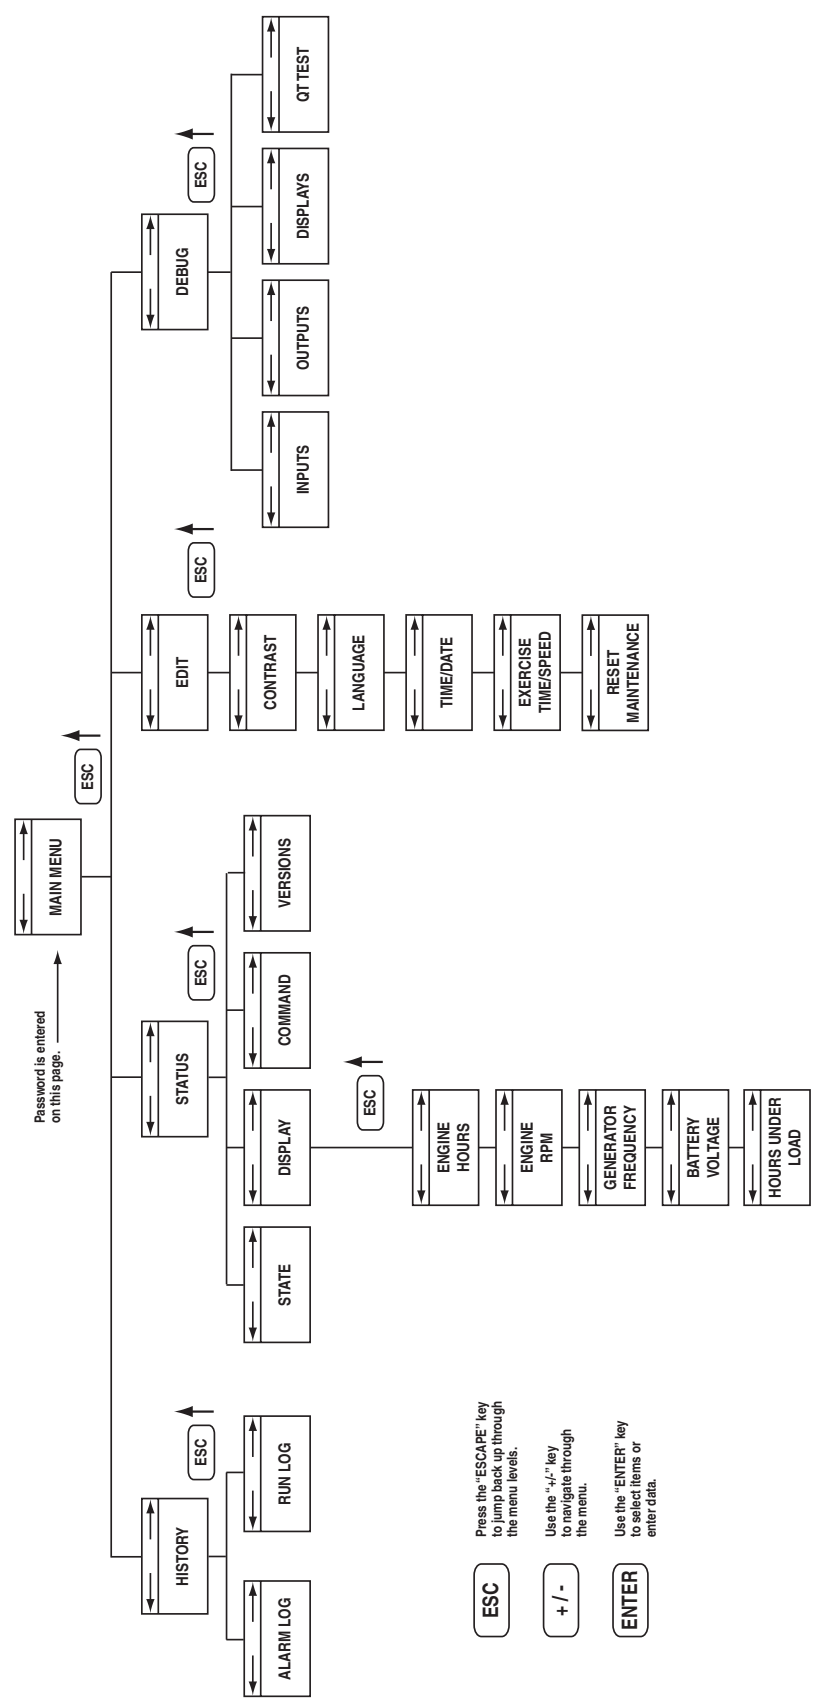 Password is entered
on this page.
MAIN MENU
ESC
HISTORY
ESC
ALARM LOG
RUN LOG
STATUS
ESC
STATE
DISPLAY
COMMAND
VERSIONS
ESC
ENGINE
HOURS
ENGINE
RPM
GENERATOR
FREQUENCY
BATTERY
VOLTAGE
HOURS UNDER
LOAD
EDIT
ESC
CONTRAST
LANGUAGE
TIME/DATE
EXERCISE
TIME/SPEED
RESET
MAINTENANCE
DEBUG
ESC
INPUTS
OUTPUTS
DISPLAYS
QT TEST
ESC
Press the “ESCAPE” key
to jump back up through
the menu levels.
+ / -
Use the “+/-” key
to navigate through
the menu.
ENTER
Use the “ENTER” key
to select items or
enter data.